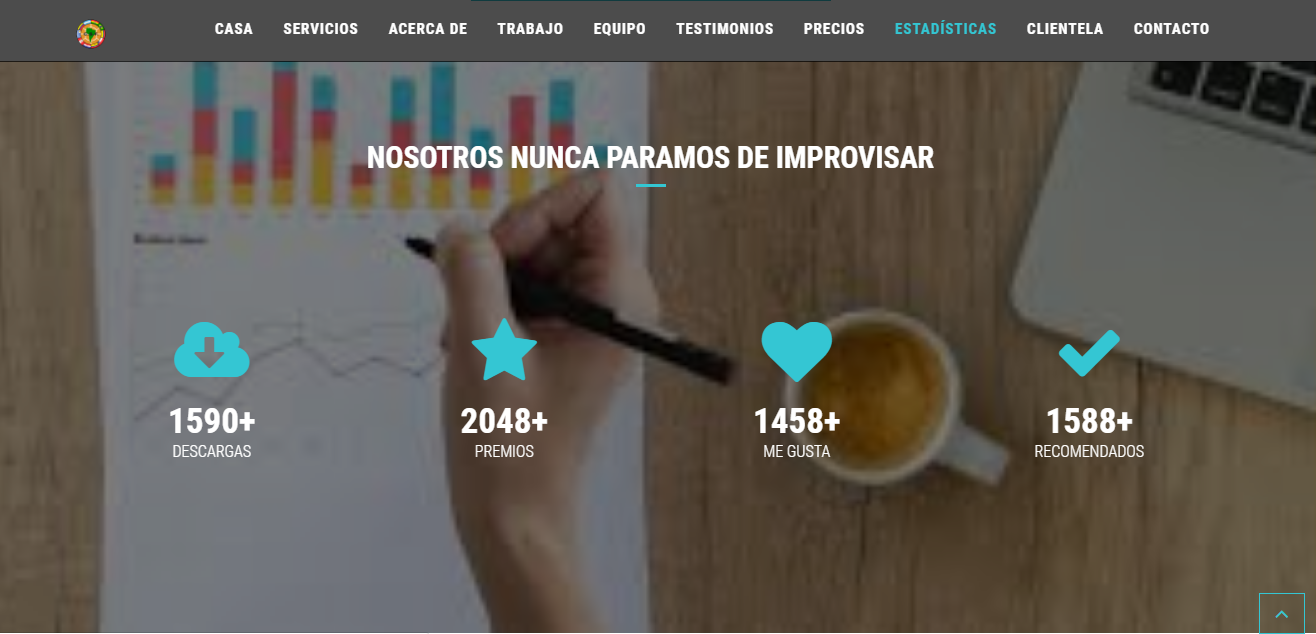 CASA SERVICIOS ACERCA DE TRABAJO EQUIPO TESTIMONIOS PRECIOS ESTADÍSTICAS CLIENTELA CONTACTO
NOSOTROS NUNCA PARAMOS DE IMPROVISAR
1590+ 2048+ 1458+ 1588+
DESCARGAS PREMIOS ME GUSTA RECOMENDADOS